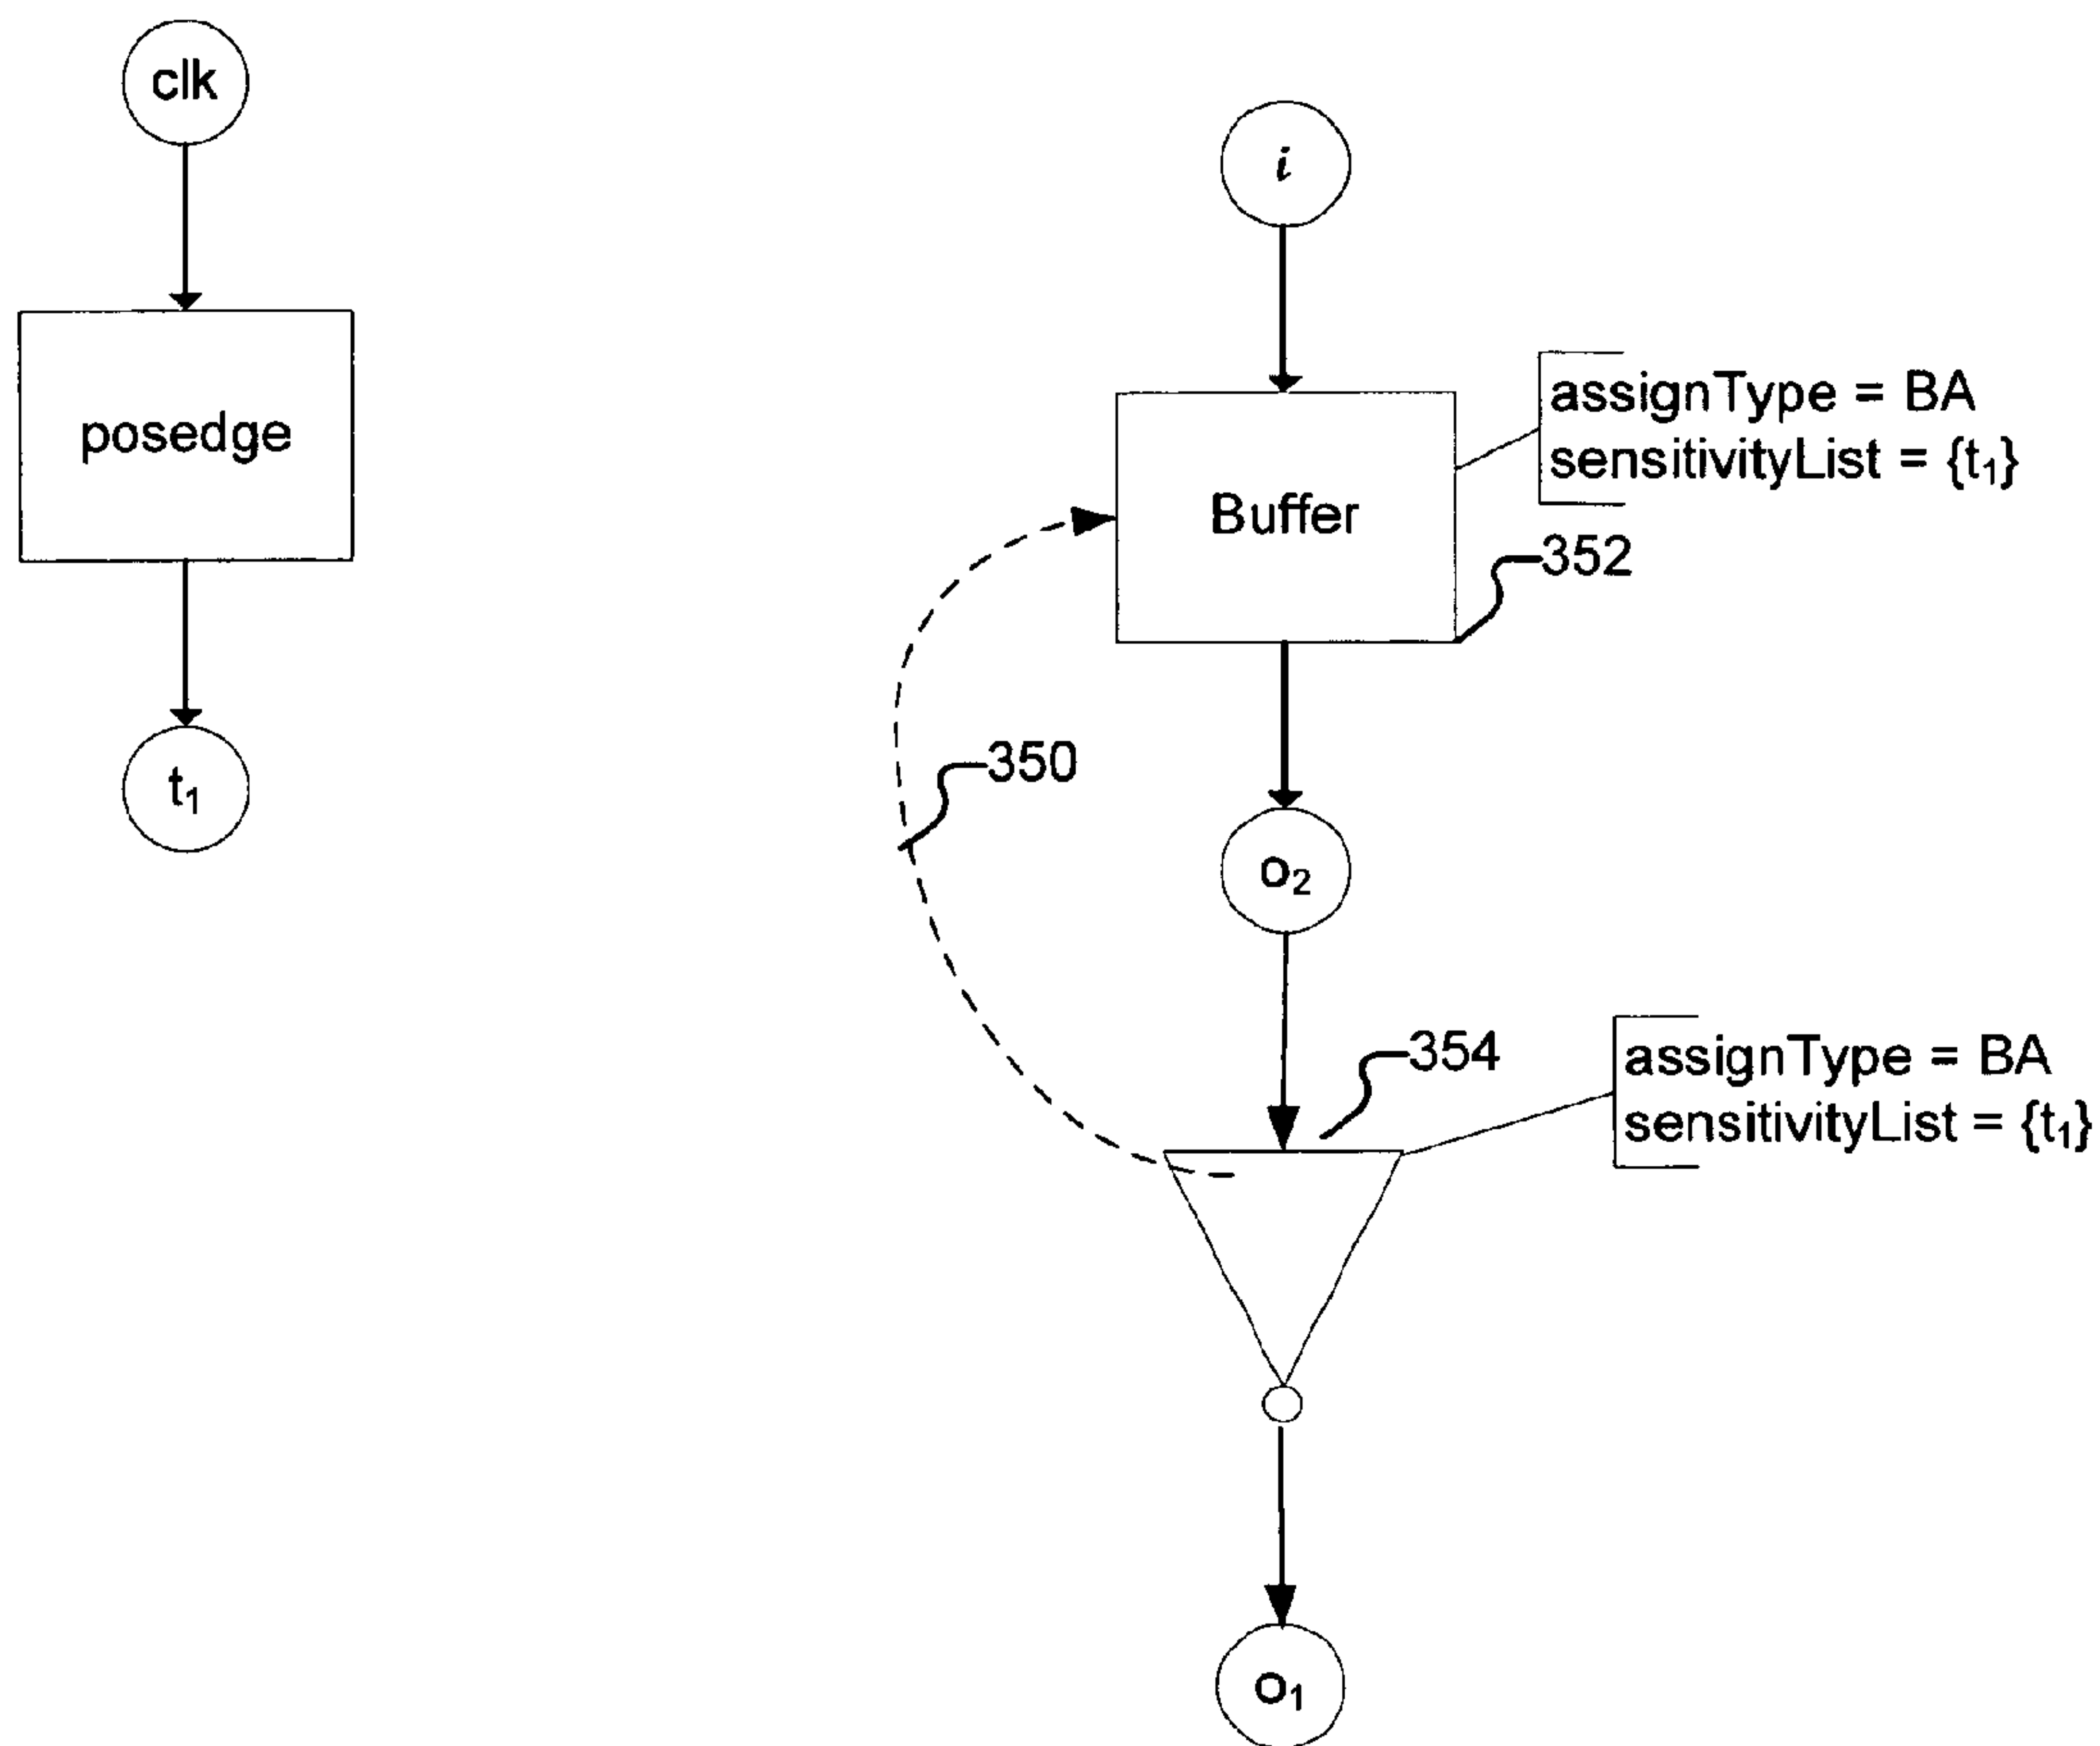 clk
posedge
t₁
i
Buffer
assignType = BA
sensitivityList = {t₁}
352
350
o₂
354
assignType = BA
sensitivityList = {t₁}
o₁